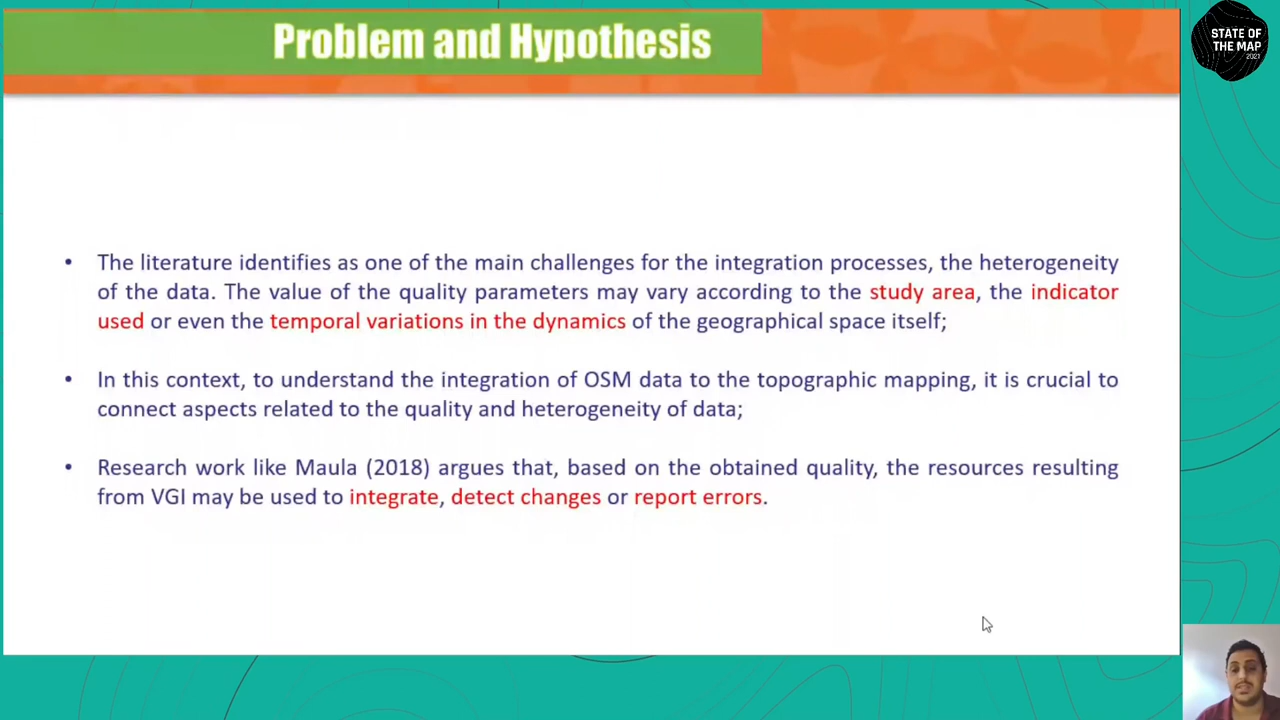 Problem and Hypothesis
STATE OF
THE MAP
2021
• The literature identifies as one of the main challenges for the integration processes, the heterogeneity
of the data. The value of the quality parameters may vary according to the study area, the indicator
used or even the temporal variations in the dynamics of the geographical space itself;
• In this context, to understand the integration of OSM data to the topographic mapping, it is crucial to
connect aspects related to the quality and heterogeneity of data;
• Research work like Maula (2018) argues that, based on the obtained quality, the resources resulting
from VGI may be used to integrate, detect changes or report errors.